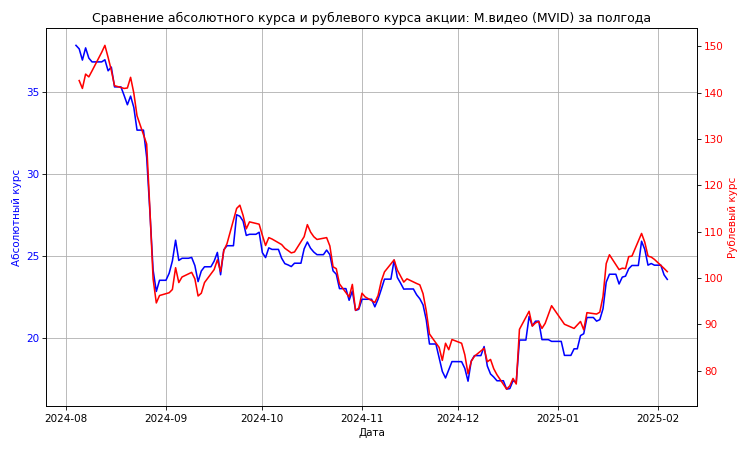 Сравнение абсолютного курса и рублевого курса акции: М.видео (MVID) за полгода
Абсолютный курс
35
30
25
20
150
140
130
120
110
100
90
80
Рублевый курс
2024-08 2024-09 2024-10 2024-11 2024-12 2025-01 2025-02
Дата